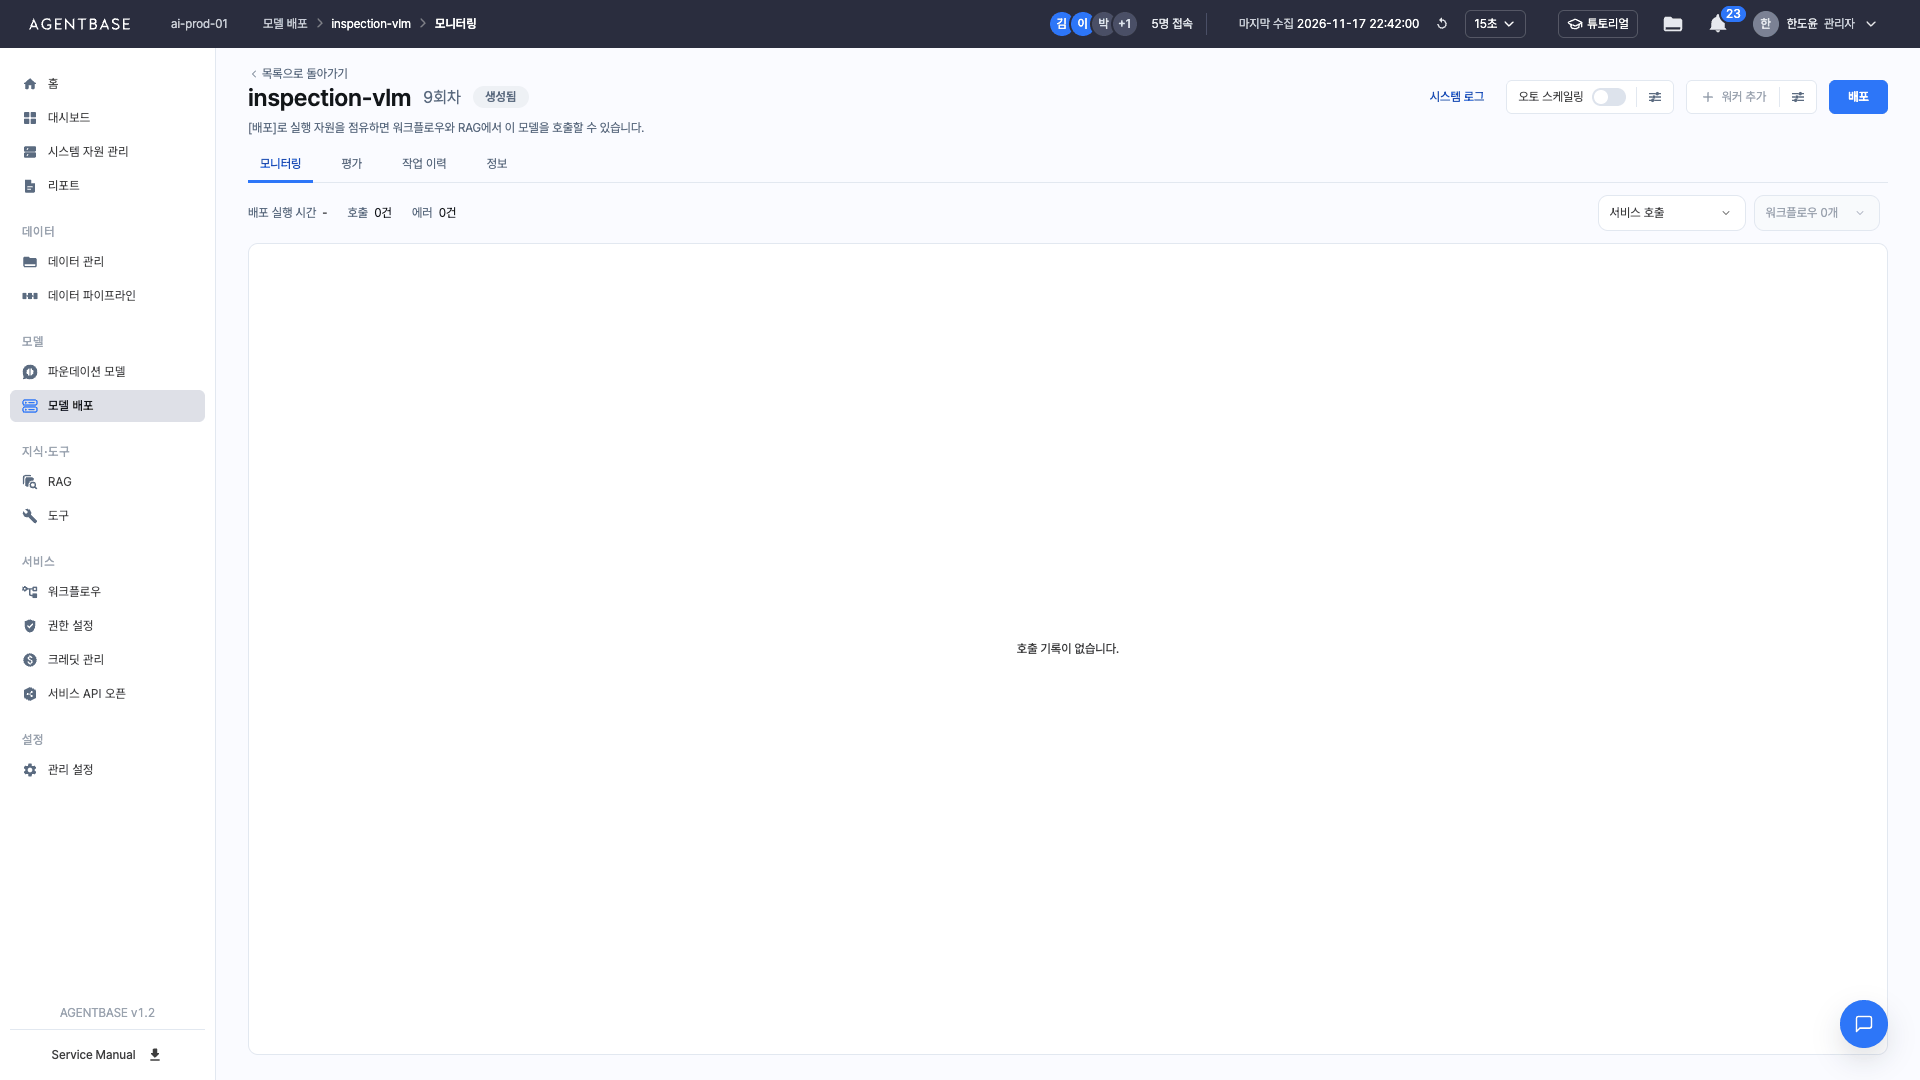 AGENTBASE
ai-prod-01
모델 배포 > inspection-vlm > 모니터링
김 이 박 +1 5명 접속
마지막 수집 2026-11-17 22:42:00
15초
튜토리얼
23
한 한도윤 관리자
홈
대시보드
시스템 자원 관리
리포트
데이터
데이터 관리
데이터 파이프라인
모델
파운데이션 모델
모델 배포
지식·도구
RAG
도구
서비스
워크플로우
권한 설정
크레딧 관리
서비스 API 오픈
설정
관리 설정
AGENTBASE v1.2
Service Manual
목록으로 돌아가기
inspection-vlm 9회차 생성됨
[배포]로 실행 자원을 점유하면 워크플로우와 RAG에서 이 모델을 호출할 수 있습니다.
시스템 로그
오토 스케일링
워커 추가
배포
모니터링 평가 작업 이력 정보
배포 실행 시간 - 호출 0건 에러 0건
서비스 호출
워크플로우 0개
호출 기록이 없습니다.